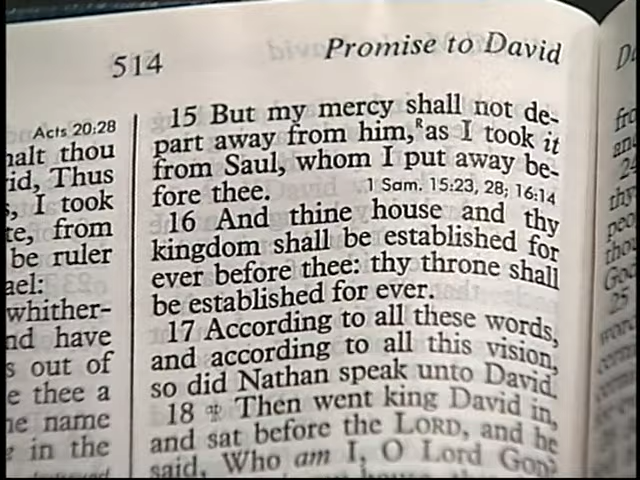 514
Promise to David
Acts 20:28
halt thou
id, Thus
, I took
te, from
be ruler
ael:
whither-
nd have
s out of
e thee a
ne name
in the
15 But my mercy shall not de-
part away from him,R as I took it
from Saul, whom I put away be-
fore thee. 1 Sam. 15:23, 28; 16:14
16 And thine house and thy
kingdom shall be established for
ever before thee: thy throne shall
be established for ever.
17 According to all these words,
and according to all this vision,
so did Nathan speak unto David.
18 Then went king David in,
and sat before the LORD, and he
said, Who am I, O Lord GOD?